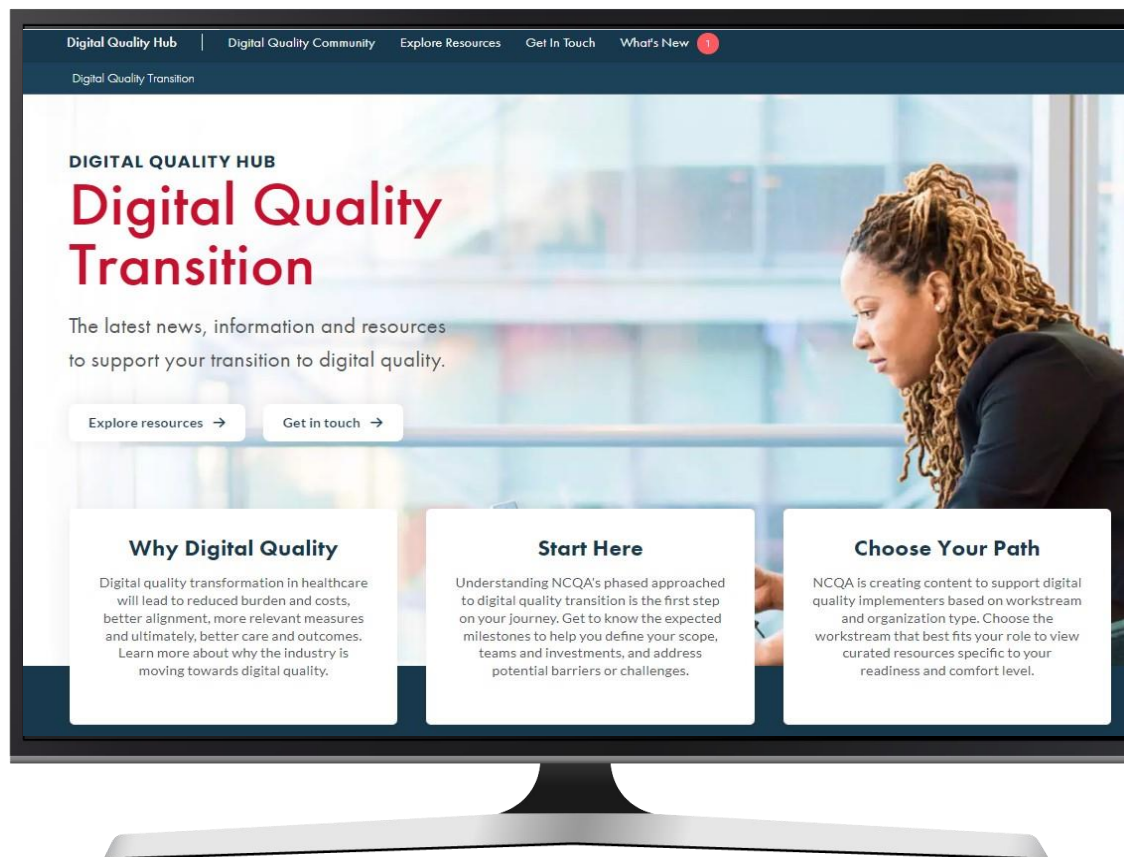 Digital Quality Hub Digital Quality Community Explore Resources Get In Touch What's New 1
Digital Quality Transition
DIGITAL QUALITY HUB
Digital Quality
Transition
The latest news, information and resources
to support your transition to digital quality.
Explore resources → Get in touch →
Why Digital Quality
Digital quality transformation in healthcare
will lead to reduced burden and costs,
better alignment, more relevant measures
and ultimately, better care and outcomes.
Learn more about why the industry is
moving towards digital quality.
Start Here
Understanding NCQA's phased approached
to digital quality transition is the first step
on your journey. Get to know the expected
milestones to help you define your scope,
teams and investments, and address
potential barriers or challenges.
Choose Your Path
NCQA is creating content to support digital
quality implementers based on workstream
and organization type. Choose the
workstream that best fits your role to view
curated resources specific to your
readiness and comfort level.